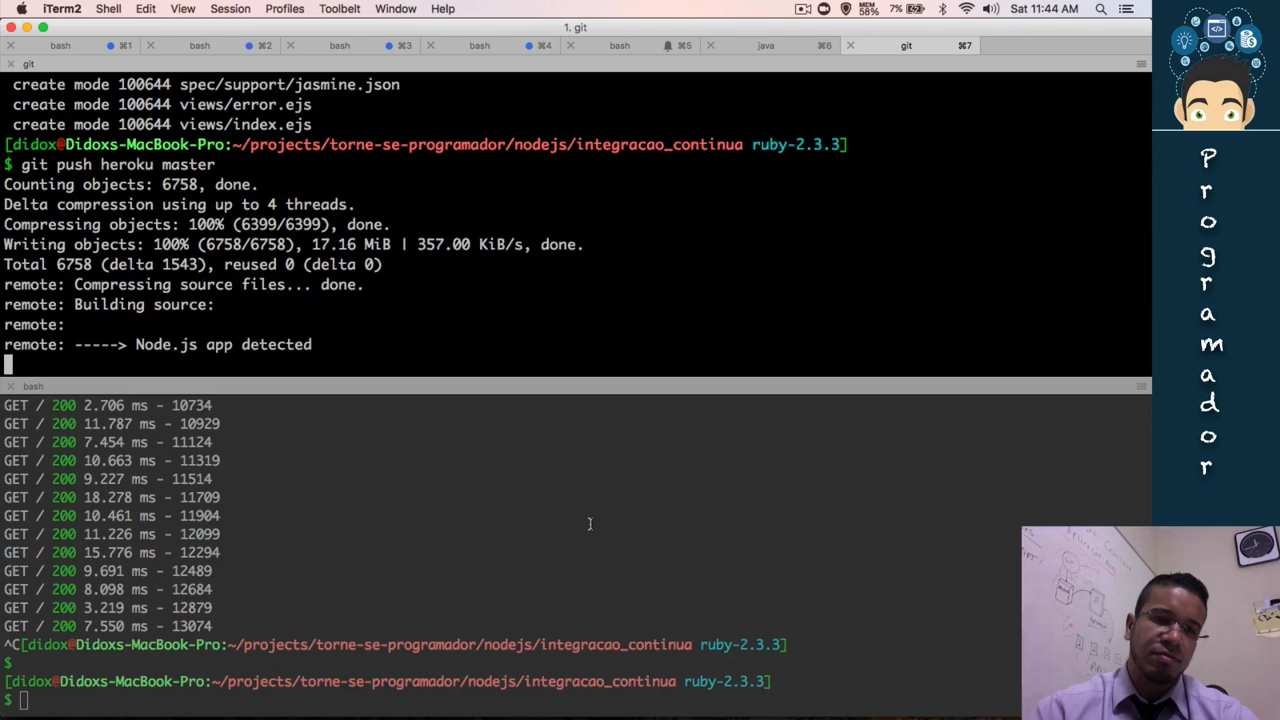 iTerm2 Shell Edit View Session Profiles Toolbelt Window Help MEM 58% 7% Sat 11:44 AM
1. git
bash ⌘1 bash ⌘2 bash ⌘3 bash ⌘4 bash ⌘5 java ⌘6 git ⌘7
git
create mode 100644 spec/support/jasmine.json
create mode 100644 views/error.ejs
create mode 100644 views/index.ejs
[didox@Didoxs-MacBook-Pro:~/projects/torne-se-programador/nodejs/integracao_continua ruby-2.3.3]
$ git push heroku master
Counting objects: 6758, done.
Delta compression using up to 4 threads.
Compressing objects: 100% (6399/6399), done.
Writing objects: 100% (6758/6758), 17.16 MiB | 357.00 KiB/s, done.
Total 6758 (delta 1543), reused 0 (delta 0)
remote: Compressing source files... done.
remote: Building source:
remote:
remote: -----> Node.js app detected
bash
GET / 200 2.706 ms - 10734
GET / 200 11.787 ms - 10929
GET / 200 7.454 ms - 11124
GET / 200 10.663 ms - 11319
GET / 200 9.227 ms - 11514
GET / 200 18.278 ms - 11709
GET / 200 10.461 ms - 11904
GET / 200 11.226 ms - 12099
GET / 200 15.776 ms - 12294
GET / 200 9.691 ms - 12489
GET / 200 8.098 ms - 12684
GET / 200 3.219 ms - 12879
GET / 200 7.550 ms - 13074
^C[didox@Didoxs-MacBook-Pro:~/projects/torne-se-programador/nodejs/integracao_continua ruby-2.3.3]
$
[didox@Didoxs-MacBook-Pro:~/projects/torne-se-programador/nodejs/integracao_continua ruby-2.3.3]
$
Programador